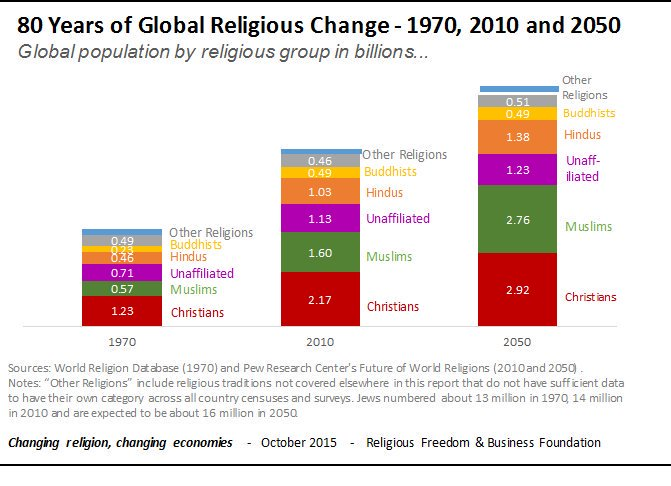 80 Years of Global Religious Change - 1970, 2010 and 2050
Global population by religious group in billions...
Other
Religions
0.51
0.49
Buddhists
1.38
Hindus
1.23
Unaff-
iliated
2.76
Muslims
2.92
Christians
Other Religions
0.46
0.49
Buddhists
1.03
Hindus
1.13
Unaffiliated
1.60
Muslims
2.17
Christians
Other Religions
0.49
Buddhists
0.23
Hindus
0.46
0.71
Unaffiliated
0.57
Muslims
1.23
Christians
1970
2010
2050
Sources: World Religion Database (1970) and Pew Research Center's Future of World Religions (2010 and 2050) .
Notes: "Other Religions" include religious traditions not covered elsewhere in this report that do not have sufficient data
to have their own category across all country censuses and surveys. Jews numbered about 13 million in 1970, 14 million
in 2010 and are expected to be about 16 million in 2050.
Changing religion, changing economies - October 2015 - Religious Freedom & Business Foundation